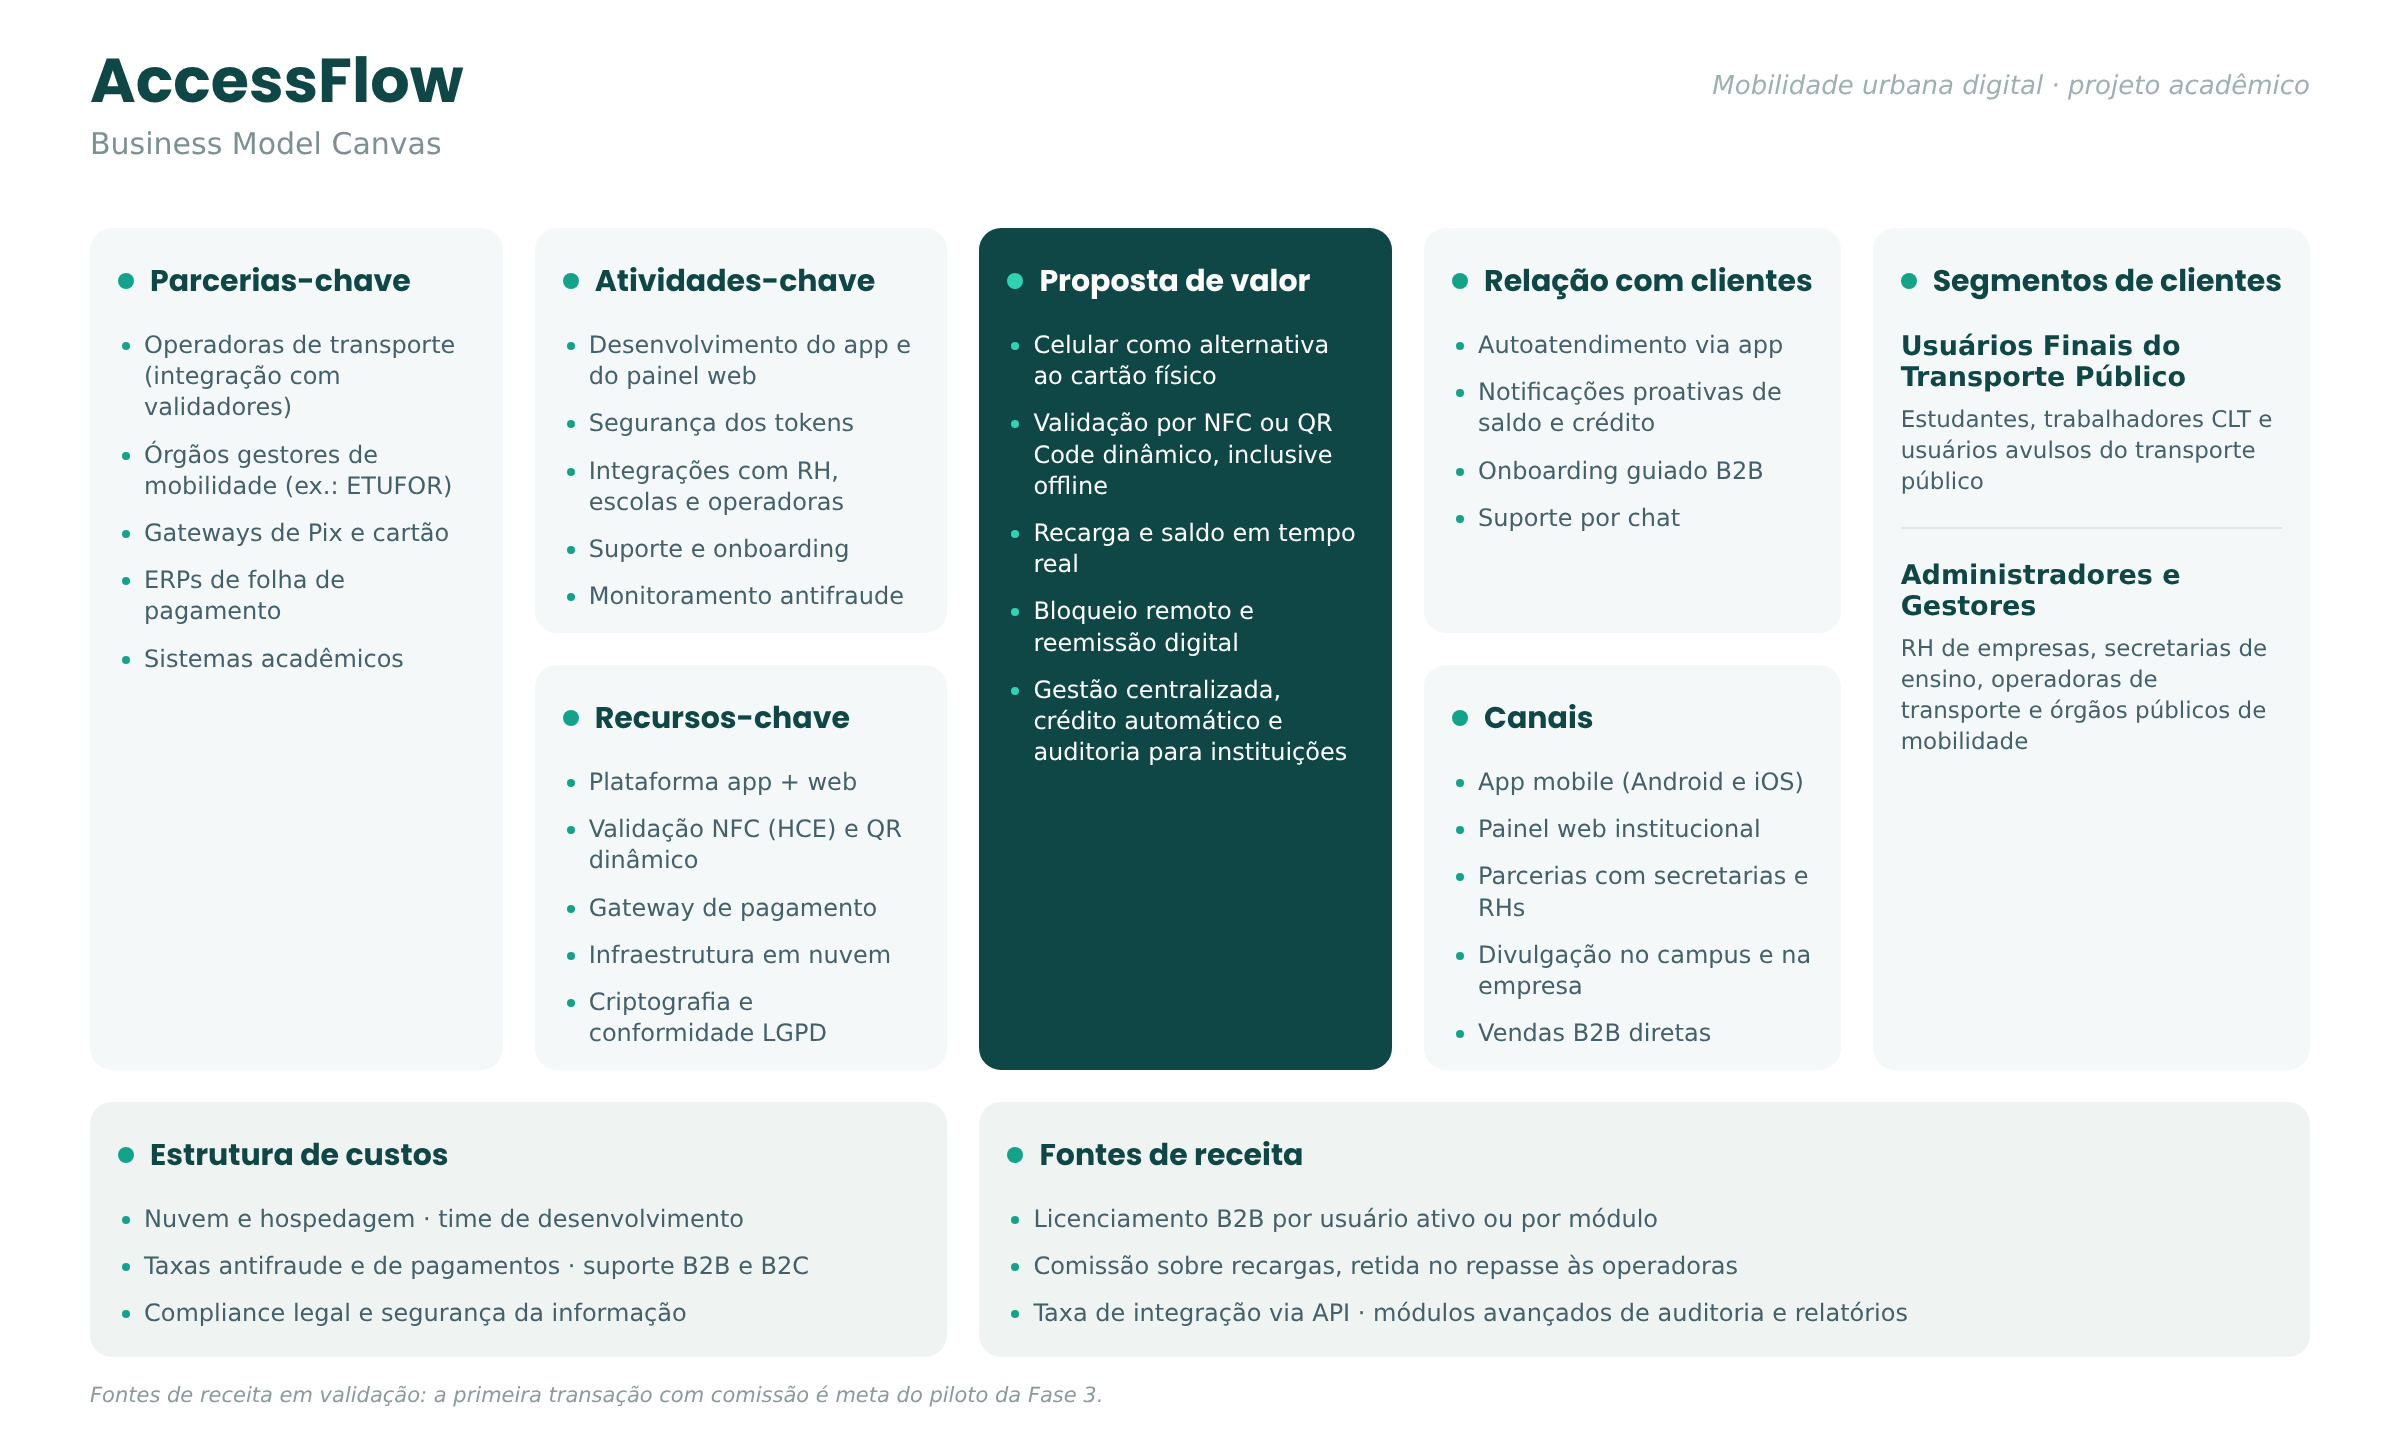 AccessFlow
Business Model Canvas
Mobilidade urbana digital · projeto acadêmico
Parcerias-chave
Operadoras de transporte
(integração com
validadores)
Órgãos gestores de
mobilidade (ex.: ETUFOR)
Gateways de Pix e cartão
ERPs de folha de
pagamento
Sistemas acadêmicos
Atividades-chave
Desenvolvimento do app e
do painel web
Segurança dos tokens
Integrações com RH,
escolas e operadoras
Suporte e onboarding
Monitoramento antifraude
Recursos-chave
Plataforma app + web
Validação NFC (HCE) e QR
dinâmico
Gateway de pagamento
Infraestrutura em nuvem
Criptografia e
conformidade LGPD
Proposta de valor
Celular como alternativa
ao cartão físico
Validação por NFC ou QR
Code dinâmico, inclusive
offline
Recarga e saldo em tempo
real
Bloqueio remoto e
reemissão digital
Gestão centralizada,
crédito automático e
auditoria para instituições
Relação com clientes
Autoatendimento via app
Notificações proativas de
saldo e crédito
Onboarding guiado B2B
Suporte por chat
Canais
App mobile (Android e iOS)
Painel web institucional
Parcerias com secretarias e
RHs
Divulgação no campus e na
empresa
Vendas B2B diretas
Segmentos de clientes
Usuários Finais do
Transporte Público
Estudantes, trabalhadores CLT e
usuários avulsos do transporte
público
Administradores e
Gestores
RH de empresas, secretarias de
ensino, operadoras de
transporte e órgãos públicos de
mobilidade
Estrutura de custos
Nuvem e hospedagem · time de desenvolvimento
Taxas antifraude e de pagamentos · suporte B2B e B2C
Compliance legal e segurança da informação
Fontes de receita
Licenciamento B2B por usuário ativo ou por módulo
Comissão sobre recargas, retida no repasse às operadoras
Taxa de integração via API · módulos avançados de auditoria e relatórios
Fontes de receita em validação: a primeira transação com comissão é meta do piloto da Fase 3.